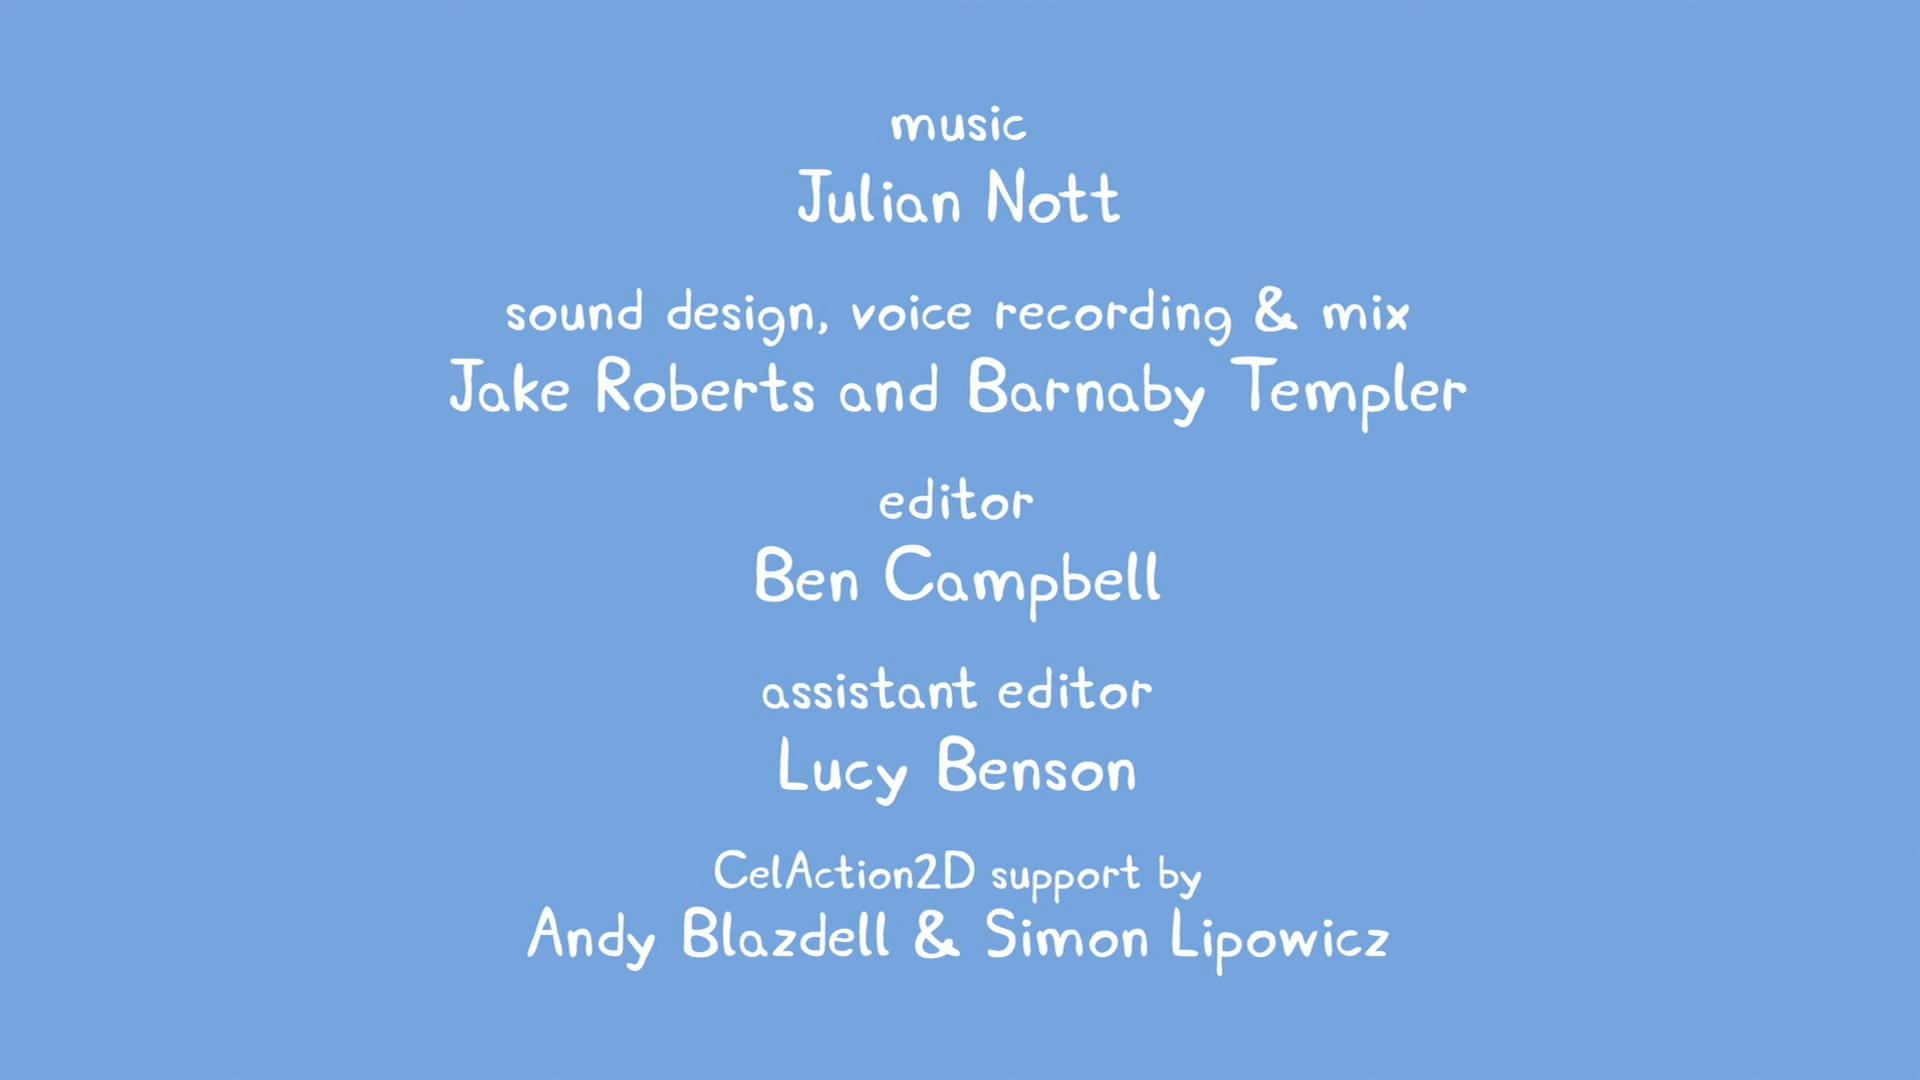 music
Julian Nott
sound design, voice recording & mix
Jake Roberts and Barnaby Templer
editor
Ben Campbell
assistant editor
Lucy Benson
CelAction2D support by
Andy Blazdell & Simon Lipowicz